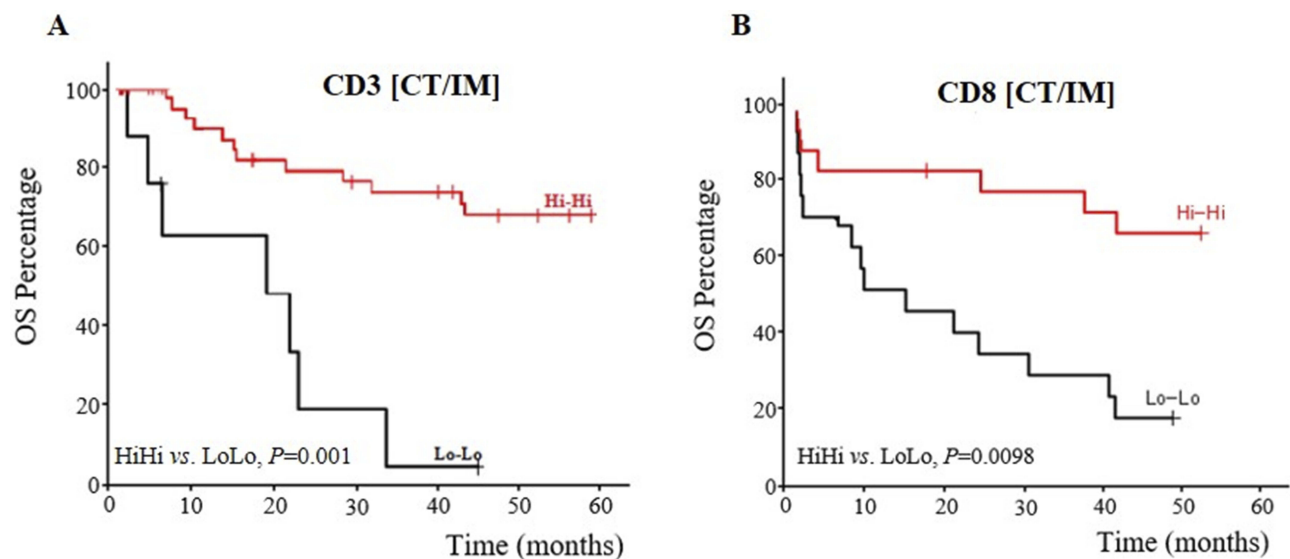 A
CD3 [CT/IM]
OS Percentage
100
80
60
40
20
0
Hi-Hi
Lo-Lo
HiHi vs. LoLo, P=0.001
0 10 20 30 40 50 60
Time (months)
B
CD8 [CT/IM]
OS Percentage
100
80
60
40
20
0
Hi–Hi
Lo–Lo
HiHi vs. LoLo, P=0.0098
0 10 20 30 40 50 60
Time (months)